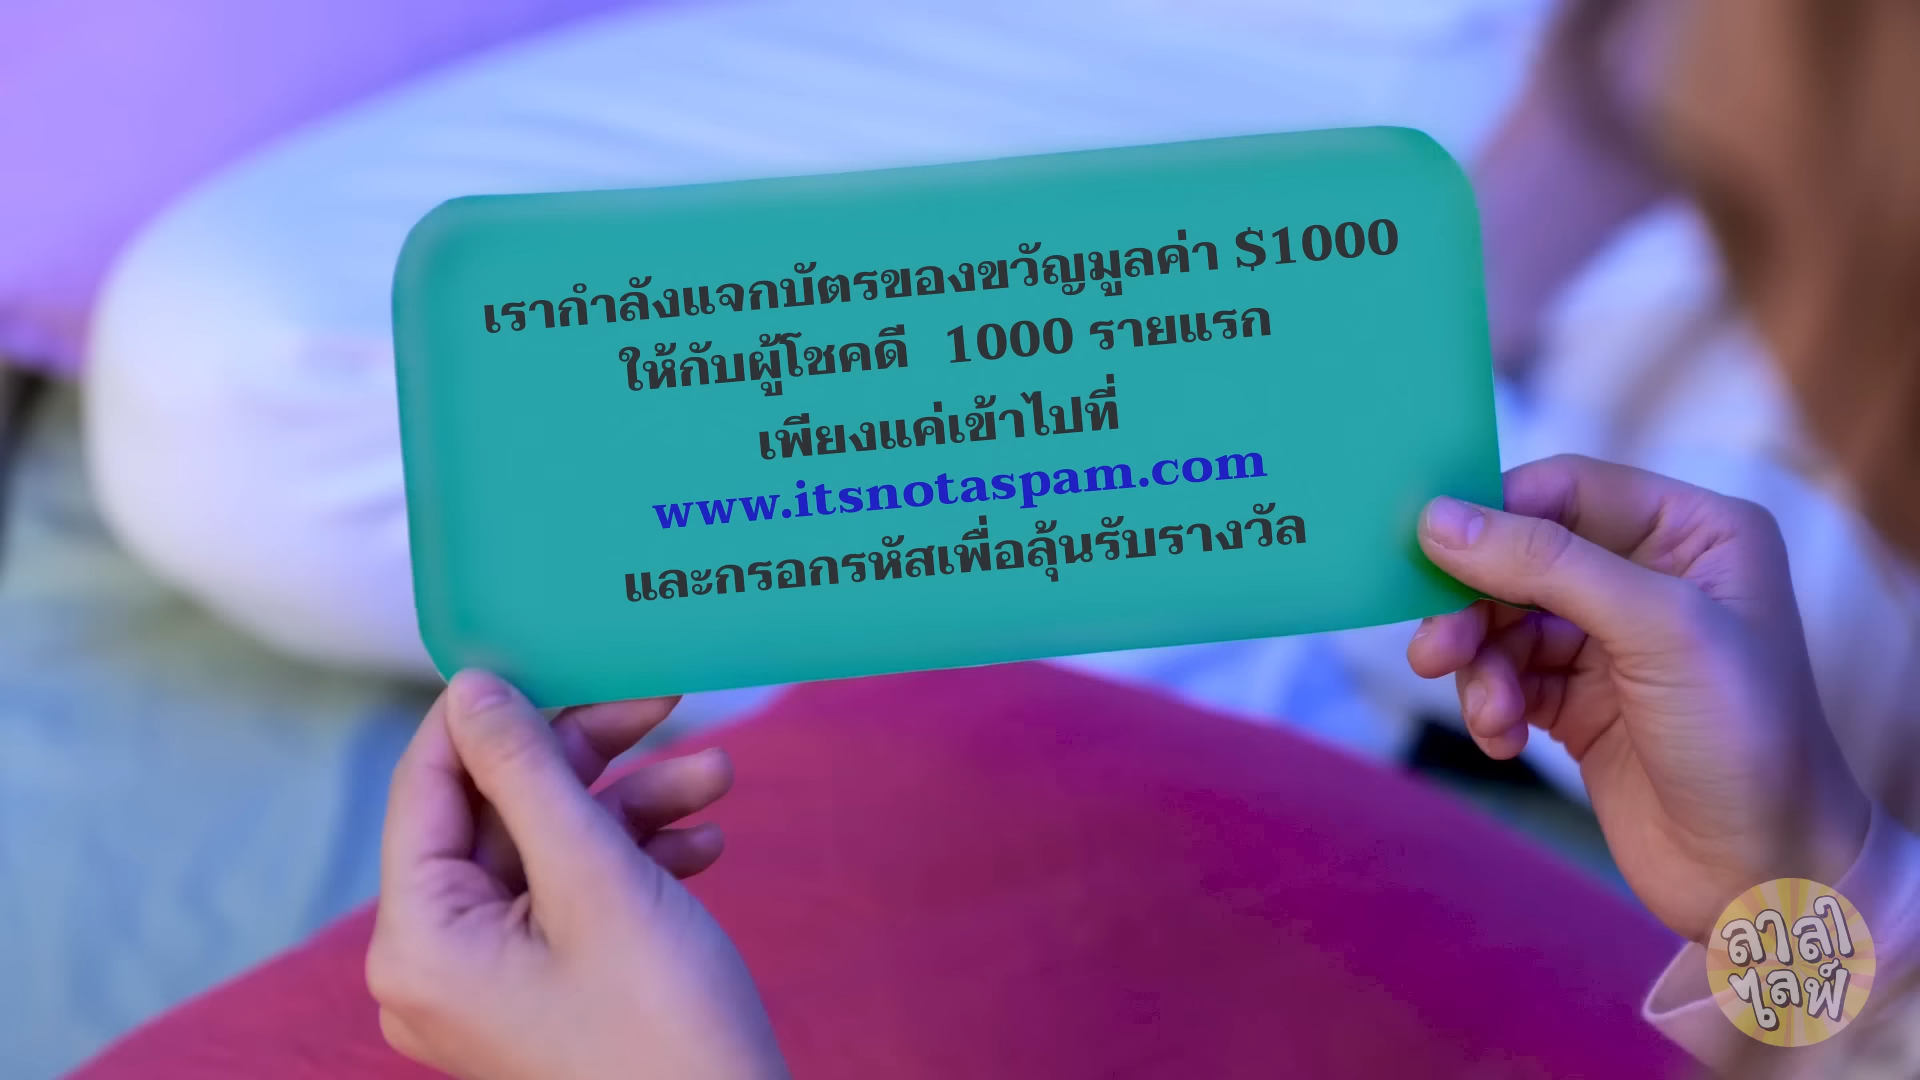 เรากำลังแจกบัตรของขวัญมูลค่า $1000
ให้กับผู้โชคดี 1000 รายแรก
เพียงแค่เข้าไปที่
www.itsnotaspam.com
และกรอกรหัสเพื่อลุ้นรับรางวัล
ลาลา
ไลฟ์